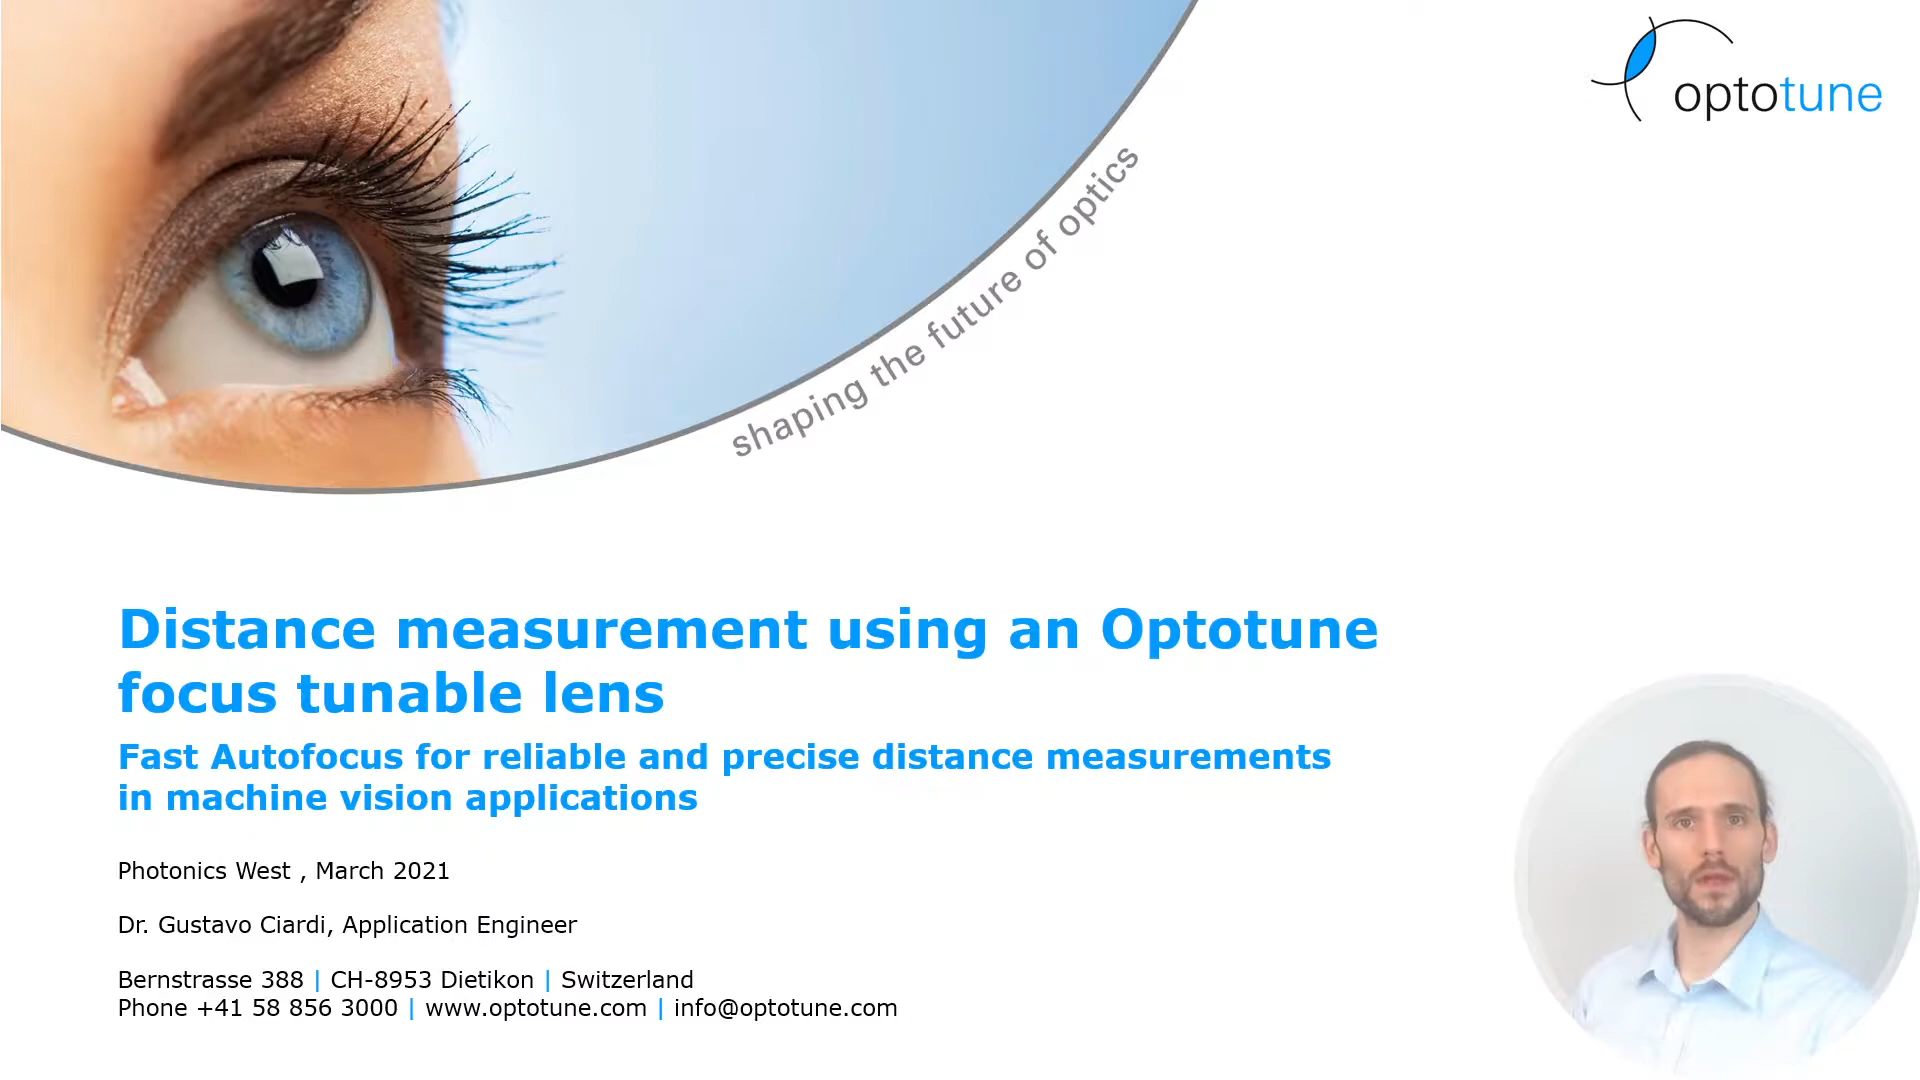 optotune
shaping the future of optics
Distance measurement using an Optotune
focus tunable lens
Fast Autofocus for reliable and precise distance measurements
in machine vision applications
Photonics West , March 2021
Dr. Gustavo Ciardi, Application Engineer
Bernstrasse 388 | CH-8953 Dietikon | Switzerland
Phone +41 58 856 3000 | www.optotune.com | info@optotune.com